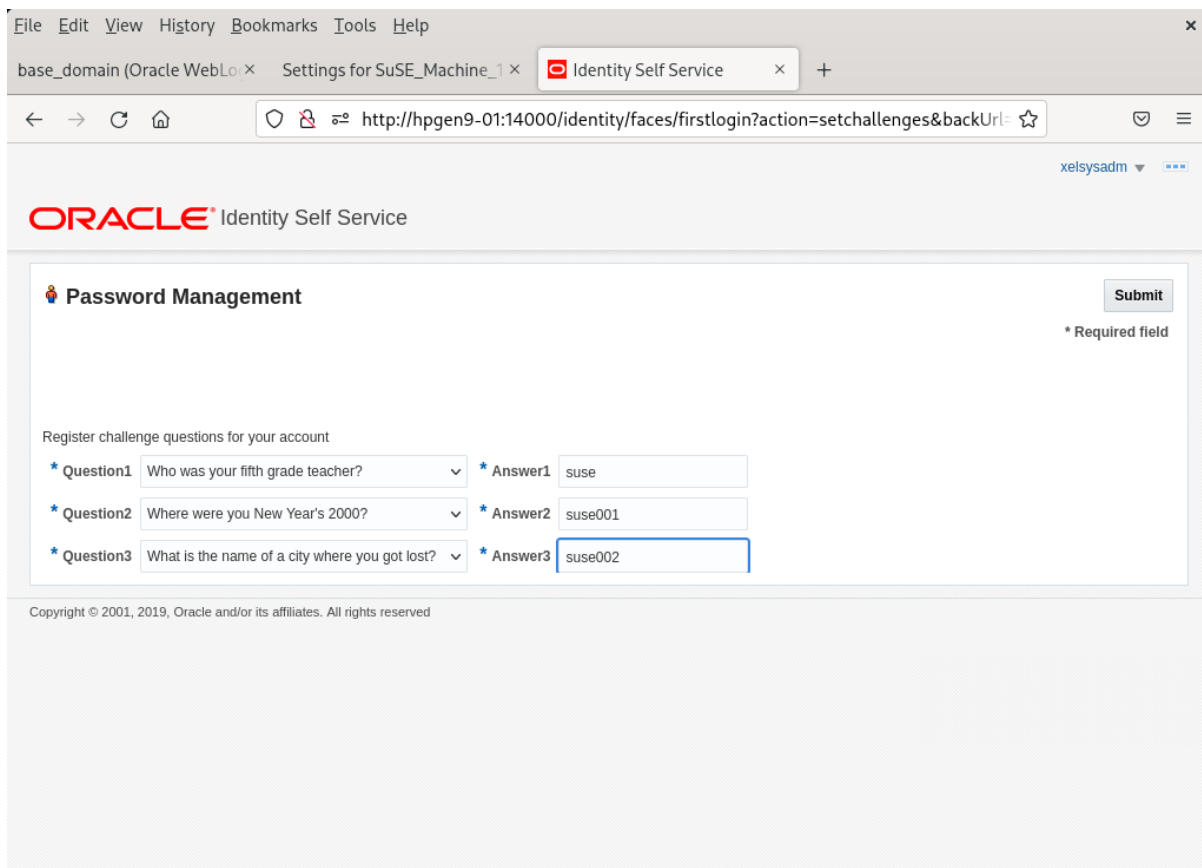 File Edit View History Bookmarks Tools Help
base_domain (Oracle WebLo Settings for SuSE_Machine_1 Identity Self Service
http://hpgen9-01:14000/identity/faces/firstlogin?action=setchallenges&backUrl=
xelsysadm
ORACLE Identity Self Service
Password Management Submit
* Required field
Register challenge questions for your account
* Question1 Who was your fifth grade teacher? * Answer1 suse
* Question2 Where were you New Year's 2000? * Answer2 suse001
* Question3 What is the name of a city where you got lost? * Answer3 suse002
Copyright © 2001, 2019, Oracle and/or its affiliates. All rights reserved